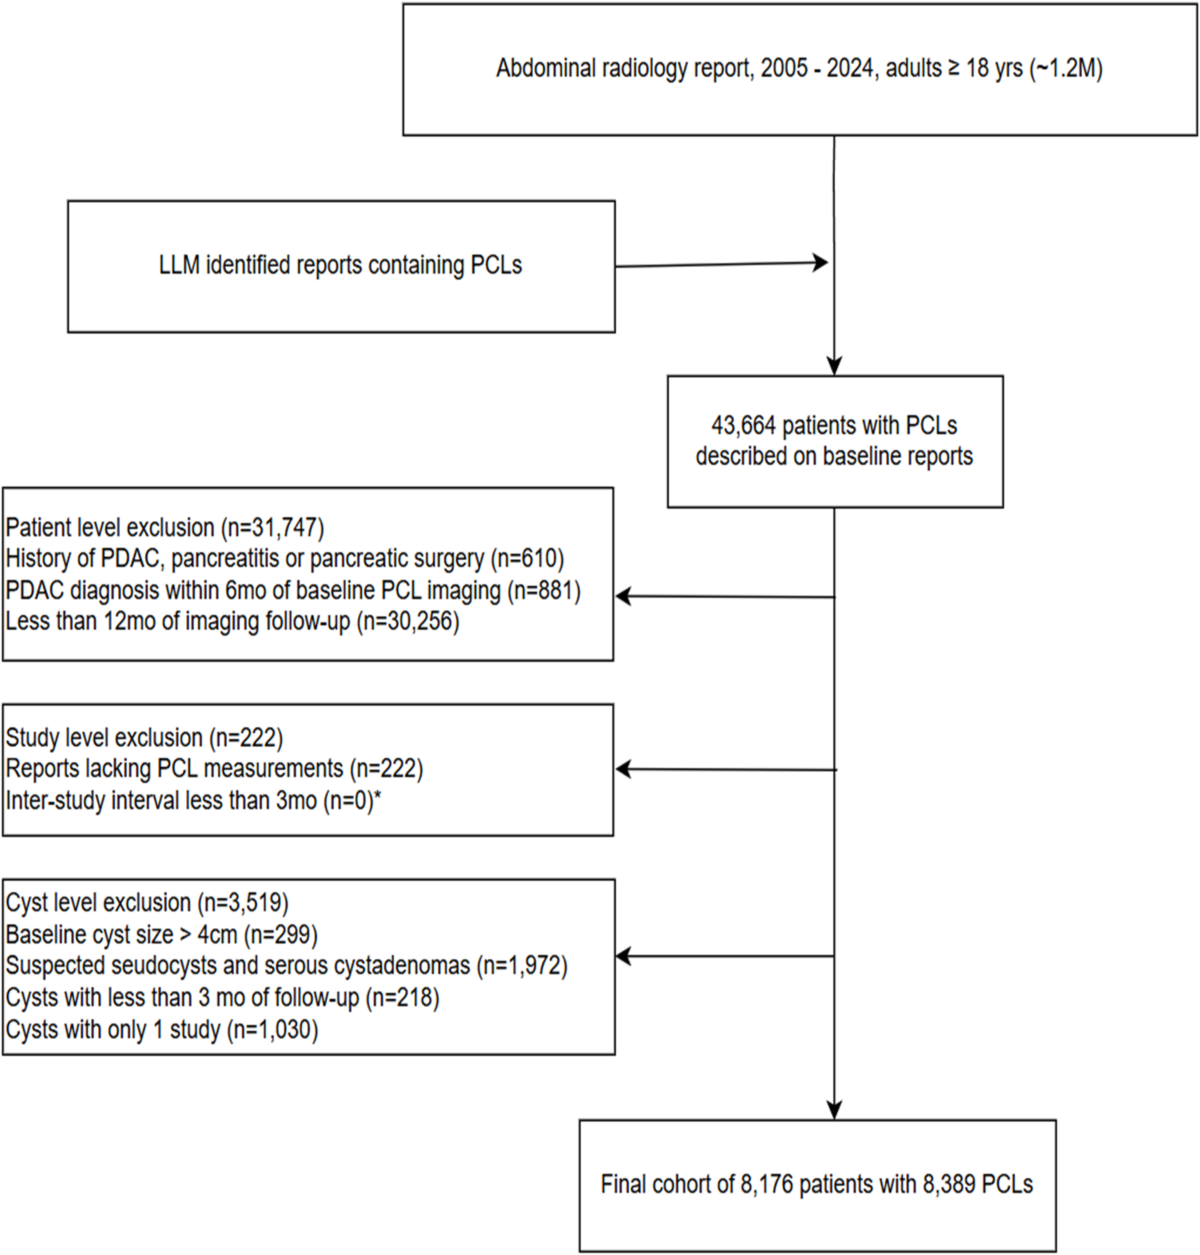 Abdominal radiology report, 2005 - 2024, adults ≥ 18 yrs (~1.2M)
LLM identified reports containing PCLs
43,664 patients with PCLs
described on baseline reports
Patient level exclusion (n=31,747)
History of PDAC, pancreatitis or pancreatic surgery (n=610)
PDAC diagnosis within 6mo of baseline PCL imaging (n=881)
Less than 12mo of imaging follow-up (n=30,256)
Study level exclusion (n=222)
Reports lacking PCL measurements (n=222)
Inter-study interval less than 3mo (n=0)*
Cyst level exclusion (n=3,519)
Baseline cyst size > 4cm (n=299)
Suspected seudocysts and serous cystadenomas (n=1,972)
Cysts with less than 3 mo of follow-up (n=218)
Cysts with only 1 study (n=1,030)
Final cohort of 8,176 patients with 8,389 PCLs